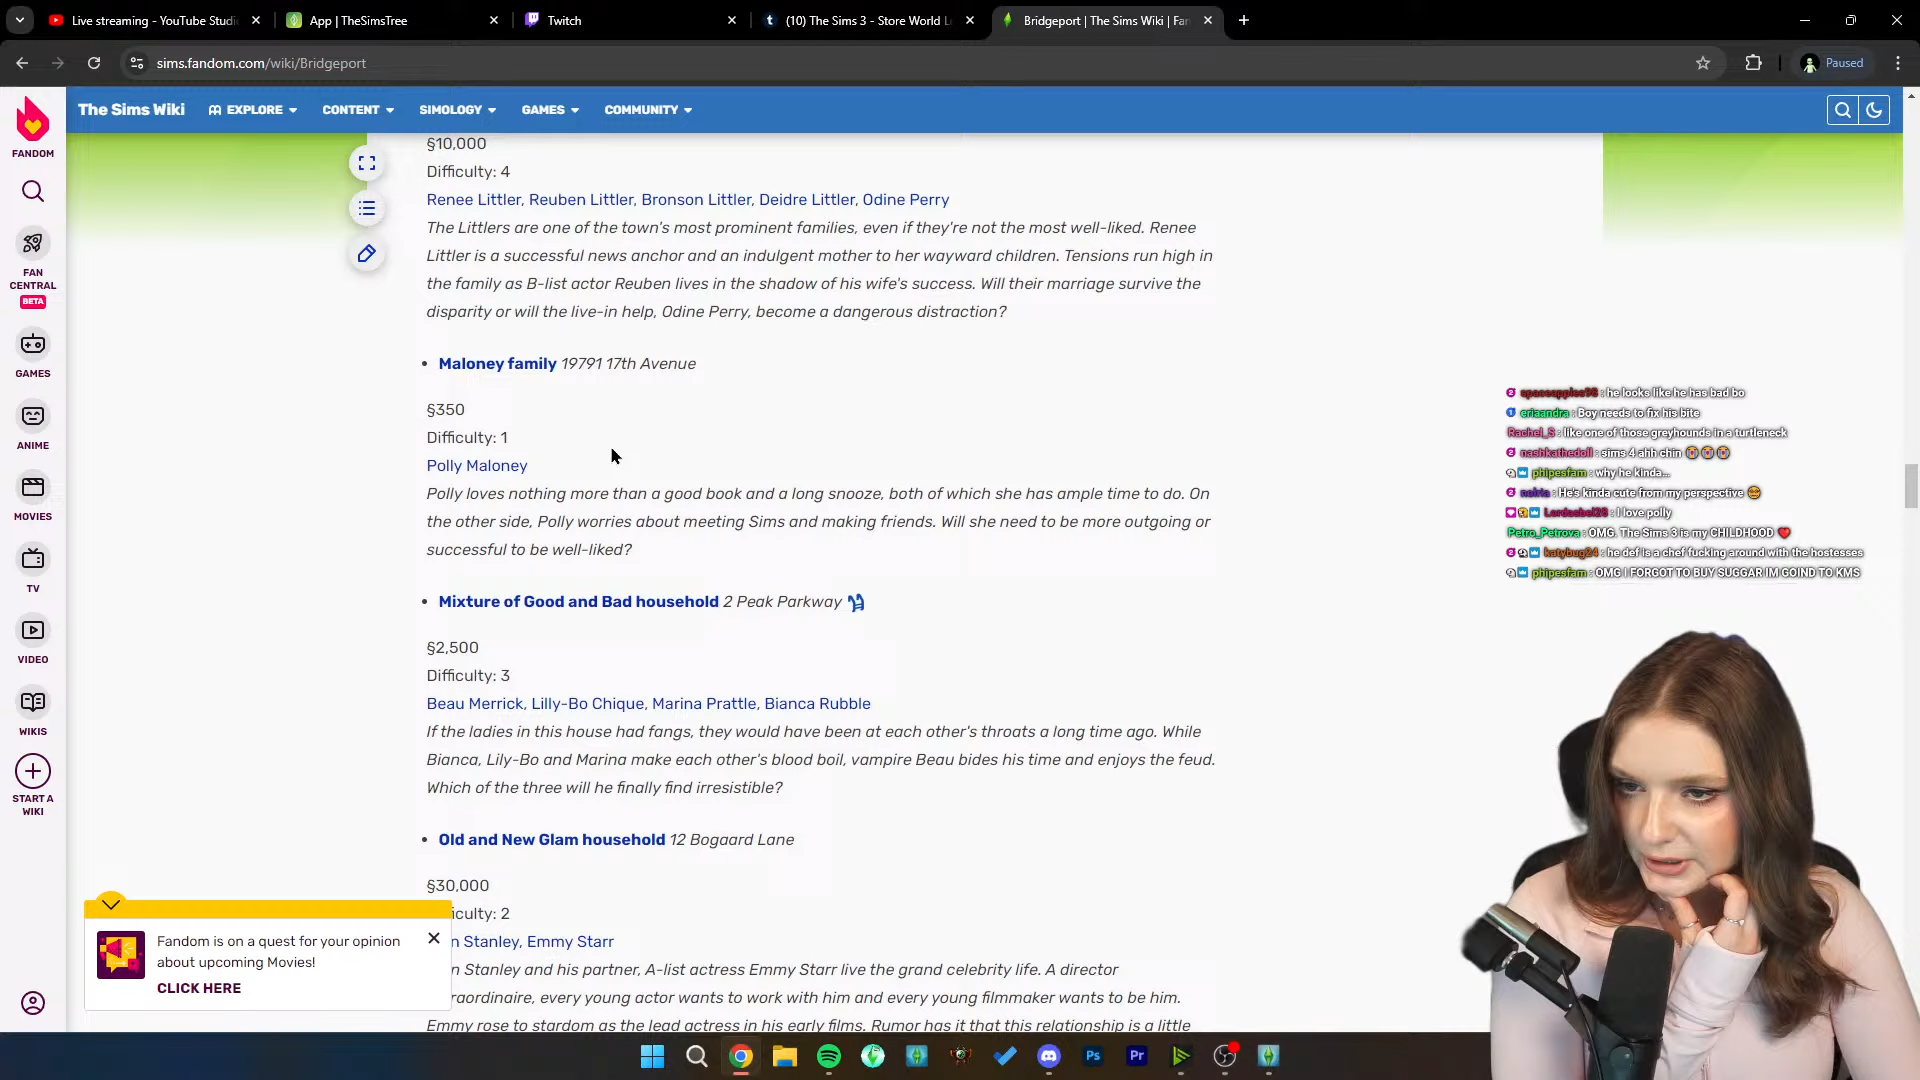 Live streaming - YouTube Studi
App | TheSimsTree
Twitch
(10) The Sims 3 - Store World L
Bridgeport | The Sims Wiki | Fan
sims.fandom.com/wiki/Bridgeport
Paused
The Sims Wiki
EXPLORE
CONTENT
SIMOLOGY
GAMES
COMMUNITY
FANDOM
FAN
CENTRAL
BETA
GAMES
ANIME
MOVIES
TV
VIDEO
WIKIS
START A
WIKI
§10,000
Difficulty: 4
Renee Littler, Reuben Littler, Bronson Littler, Deidre Littler, Odine Perry
The Littlers are one of the town's most prominent families, even if they're not the most well-liked. Renee
Littler is a successful news anchor and an indulgent mother to her wayward children. Tensions run high in
the family as B-list actor Reuben lives in the shadow of his wife's success. Will their marriage survive the
disparity or will the live-in help, Odine Perry, become a dangerous distraction?
• Maloney family 19791 17th Avenue
§350
Difficulty: 1
Polly Maloney
Polly loves nothing more than a good book and a long snooze, both of which she has ample time to do. On
the other side, Polly worries about meeting Sims and making friends. Will she need to be more outgoing or
successful to be well-liked?
• Mixture of Good and Bad household 2 Peak Parkway
§2,500
Difficulty: 3
Beau Merrick, Lilly-Bo Chique, Marina Prattle, Bianca Rubble
If the ladies in this house had fangs, they would have been at each other's throats a long time ago. While
Bianca, Lily-Bo and Marina make each other's blood boil, vampire Beau bides his time and enjoys the feud.
Which of the three will he finally find irresistible?
• Old and New Glam household 12 Bogaard Lane
§30,000
iculty: 2
n Stanley, Emmy Starr
n Stanley and his partner, A-list actress Emmy Starr live the grand celebrity life. A director
raordinaire, every young actor wants to work with him and every young filmmaker wants to be him.
Emmy rose to stardom as the lead actress in his early films. Rumor has it that this relationship is a little
Fandom is on a quest for your opinion
about upcoming Movies!
CLICK HERE
spaceapples98 : he looks like he has bad bo
eriaandra : Boy needs to fix his bite
Rachel_S : like one of those greyhounds in a turtleneck
nashkathedoll : sims 4 ahh chin 😭😭😭
phipesfam : why he kinda...
: He's kinda cute from my perspective
: I love polly
Petro_Petrova : OMG. The Sims 3 is my CHILDHOOD ❤️
katybug24 : he def is a chef fucking around with the hostesses
phipesfam : OMG I FORGOT TO BUY SUGGAR IM GOIND TO KMS
Ps
Pr